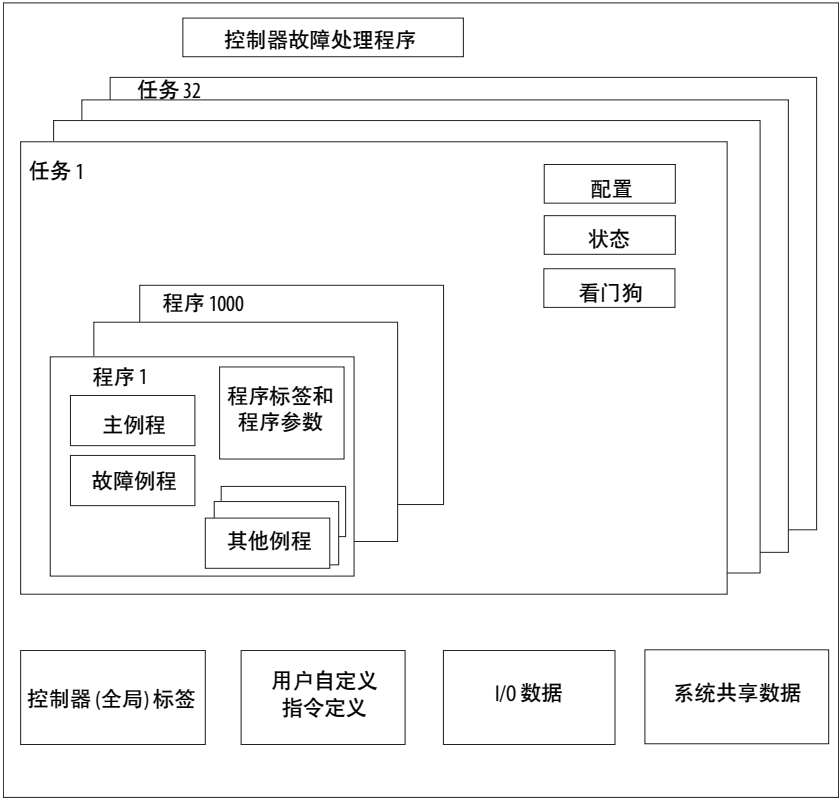 控制器故障处理程序
任务 32
任务 1
配置
状态
看门狗
程序 1000
程序 1
程序标签和
程序参数
主例程
故障例程
其他例程
控制器 (全局) 标签
用户自定义
指令定义
I/0 数据
系统共享数据